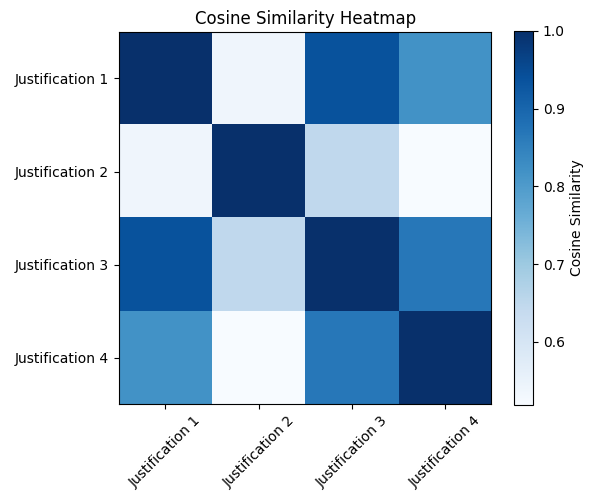 Cosine Similarity Heatmap
Justification 1
Justification 2
Justification 3
Justification 4
Justification 1
Justification 2
Justification 3
Justification 4
1.0
0.9
0.8
0.7
0.6
Cosine Similarity